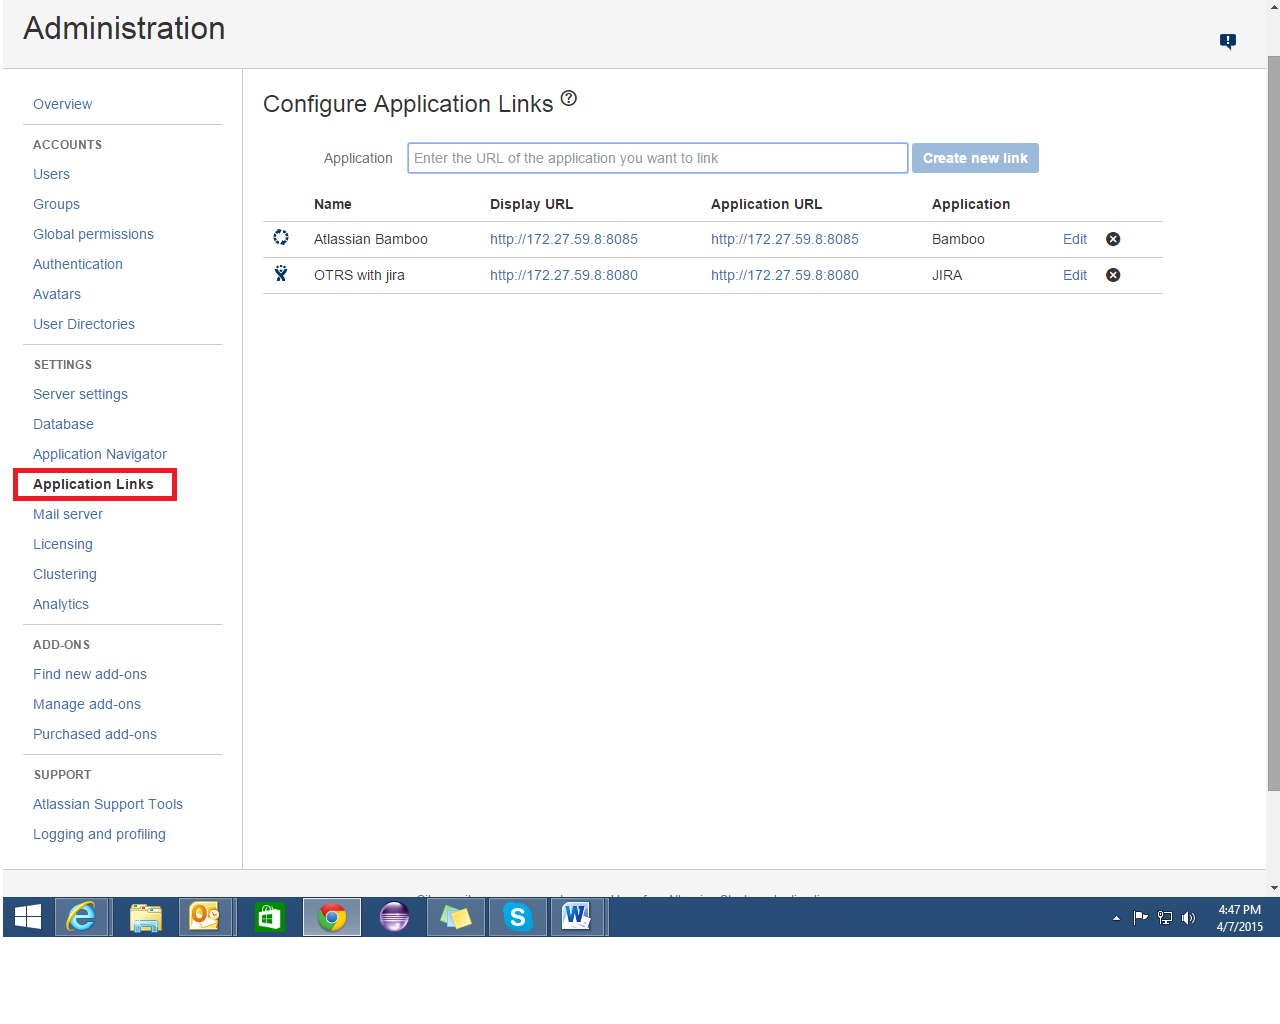 Administration
Overview
ACCOUNTS
Users
Groups
Global permissions
Authentication
Avatars
User Directories
SETTINGS
Server settings
Database
Application Navigator
Application Links
Mail server
Licensing
Clustering
Analytics
ADD-ONS
Find new add-ons
Manage add-ons
Purchased add-ons
SUPPORT
Atlassian Support Tools
Logging and profiling
Configure Application Links ?
Application Enter the URL of the application you want to link Create new link
Name Display URL Application URL Application
Atlassian Bamboo http://172.27.59.8:8085 http://172.27.59.8:8085 Bamboo Edit
OTRS with jira http://172.27.59.8:8080 http://172.27.59.8:8080 JIRA Edit
4:47 PM
4/7/2015